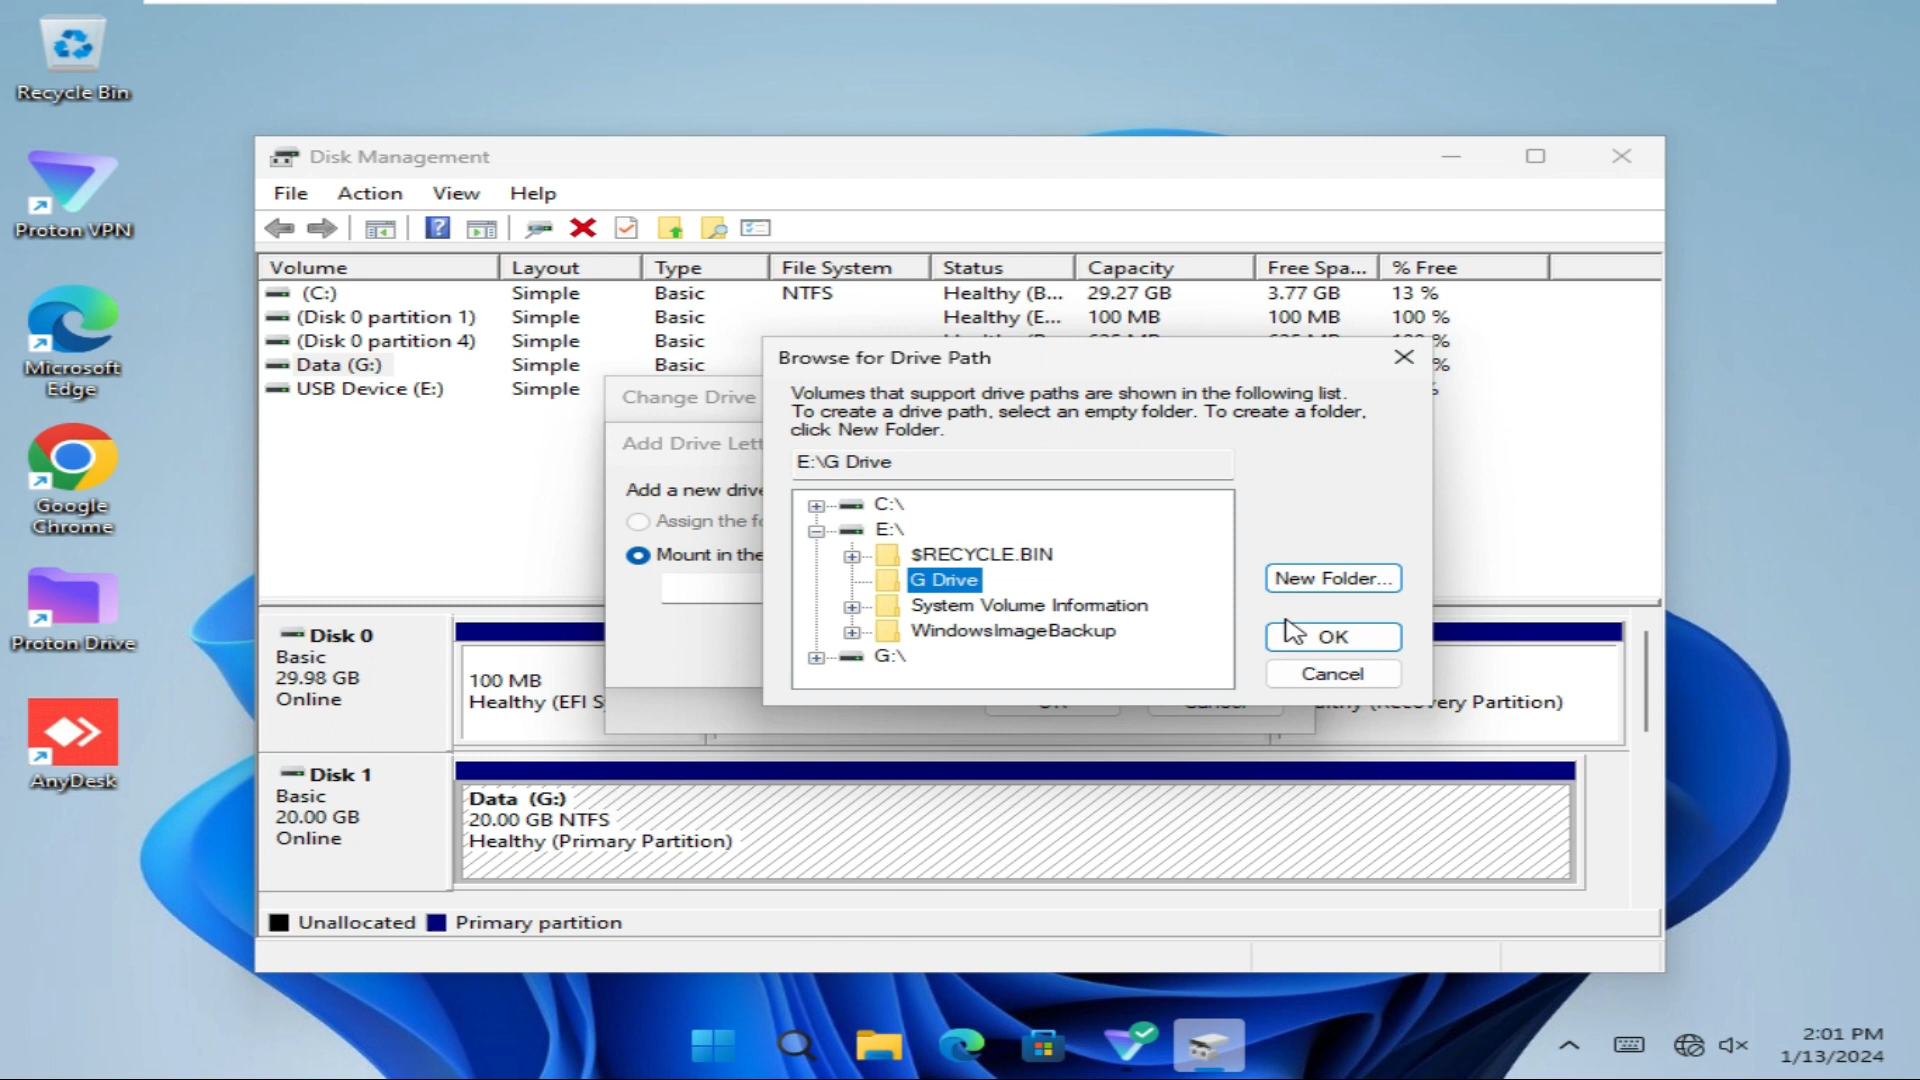 Recycle Bin
Proton VPN
Microsoft
Edge
Google
Chrome
Proton Drive
AnyDesk
Disk Management
File Action View Help
Volume Layout Type File System Status Capacity Free Spa... % Free
(C:) Simple Basic NTFS Healthy (B... 29.27 GB 3.77 GB 13 %
(Disk 0 partition 1) Simple Basic Healthy (E... 100 MB 100 MB 100 %
(Disk 0 partition 4) Simple Basic %
Data (G:) Simple Basic %
USB Device (E:) Simple
Change Drive
Add Drive Lett
Add a new drive
Assign the fo
Mount in the
Browse for Drive Path
Volumes that support drive paths are shown in the following list.
To create a drive path, select an empty folder. To create a folder,
click New Folder.
E:\G Drive
C:\
E:\
$RECYCLE.BIN
G Drive
System Volume Information
WindowsImageBackup
G:\
New Folder...
OK
Cancel
Disk 0
Basic
29.98 GB
Online
100 MB
Healthy (EFI S
(Recovery Partition)
Disk 1
Basic
20.00 GB
Online
Data (G:)
20.00 GB NTFS
Healthy (Primary Partition)
Unallocated Primary partition
2:01 PM
1/13/2024